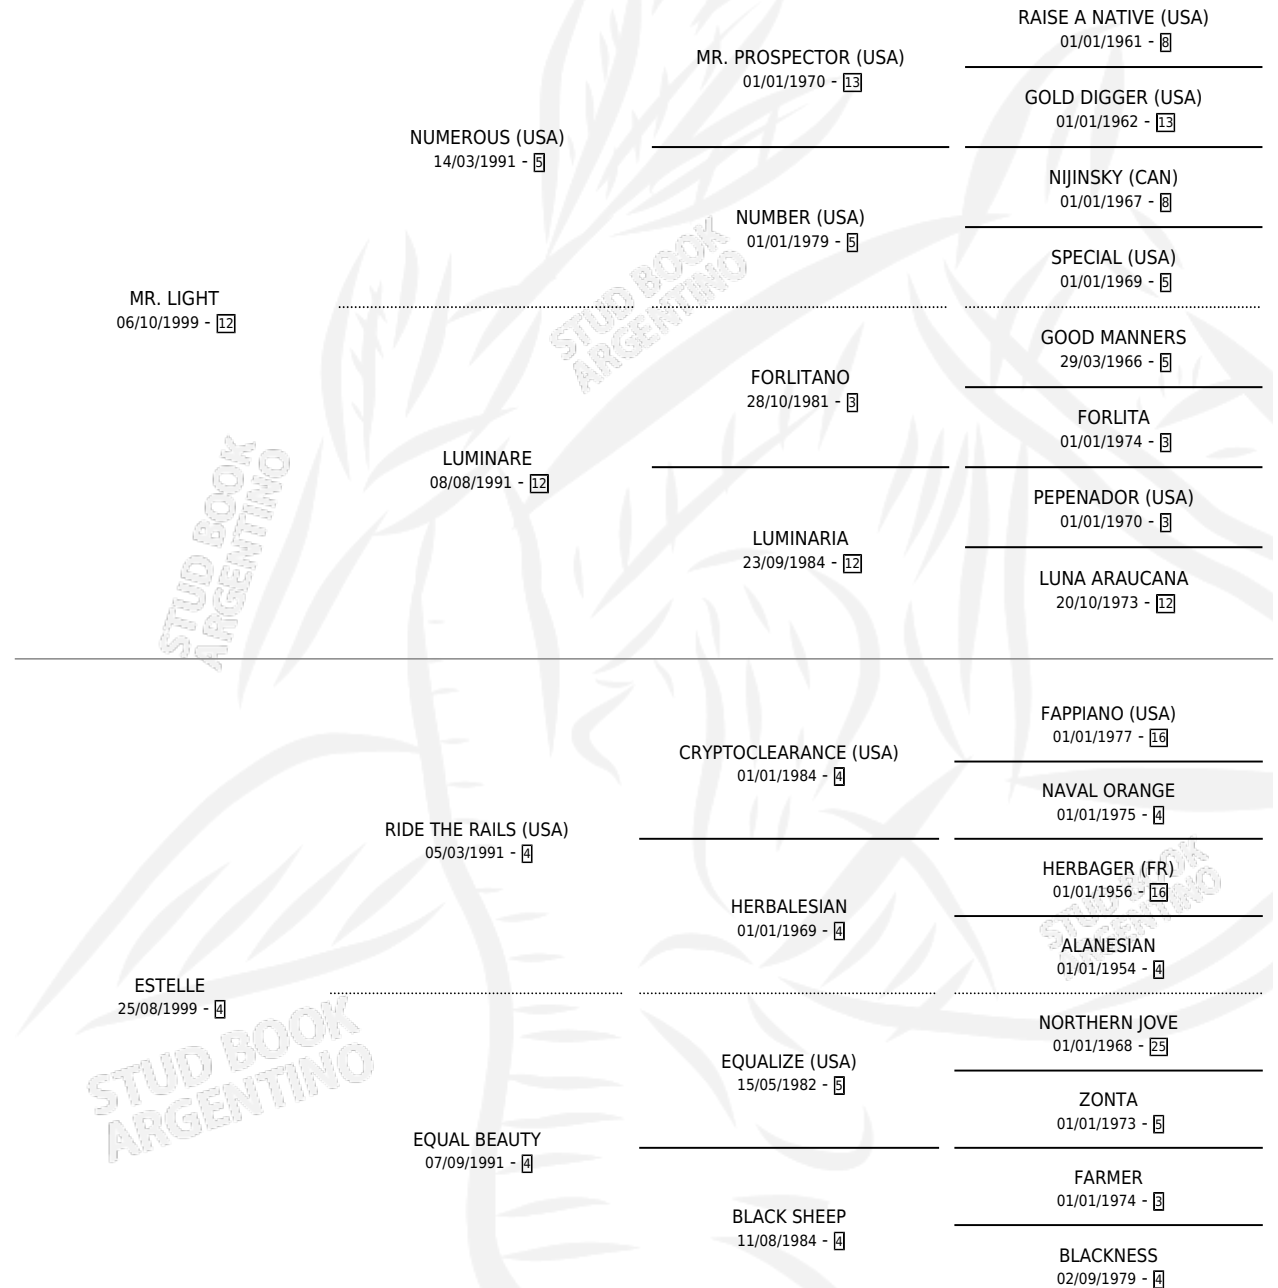 RAISE A NATIVE (USA)
01/01/1961 - 8
MR. PROSPECTOR (USA)
01/01/1970 - 13
GOLD DIGGER (USA)
01/01/1962 - 13
NUMEROUS (USA)
14/03/1991 - 5
NIJINSKY (CAN)
01/01/1967 - 8
NUMBER (USA)
01/01/1979 - 5
SPECIAL (USA)
01/01/1969 - 5
MR. LIGHT
06/10/1999 - 12
GOOD MANNERS
29/03/1966 - 5
FORLITANO
28/10/1981 - 3
FORLITA
01/01/1974 - 3
LUMINARE
08/08/1991 - 12
PEPENADOR (USA)
01/01/1970 - 3
LUMINARIA
23/09/1984 - 12
LUNA ARAUCANA
20/10/1973 - 12
FAPPIANO (USA)
01/01/1977 - 16
CRYPTOCLEARANCE (USA)
01/01/1984 - 4
NAVAL ORANGE
01/01/1975 - 4
RIDE THE RAILS (USA)
05/03/1991 - 4
HERBAGER (FR)
01/01/1956 - 16
HERBALESIAN
01/01/1969 - 4
ALANESIAN
01/01/1954 - 4
ESTELLE
25/08/1999 - 4
NORTHERN JOVE
01/01/1968 - 25
EQUALIZE (USA)
15/05/1982 - 5
ZONTA
01/01/1973 - 5
EQUAL BEAUTY
07/09/1991 - 4
FARMER
01/01/1974 - 3
BLACK SHEEP
11/08/1984 - 4
BLACKNESS
02/09/1979 - 4
STUD BOOK
ARGENTINO
STUD BOOK
ARGENTINO
STUD BOOK
ARGENTINO
STUD BOOK
ARGENTINO